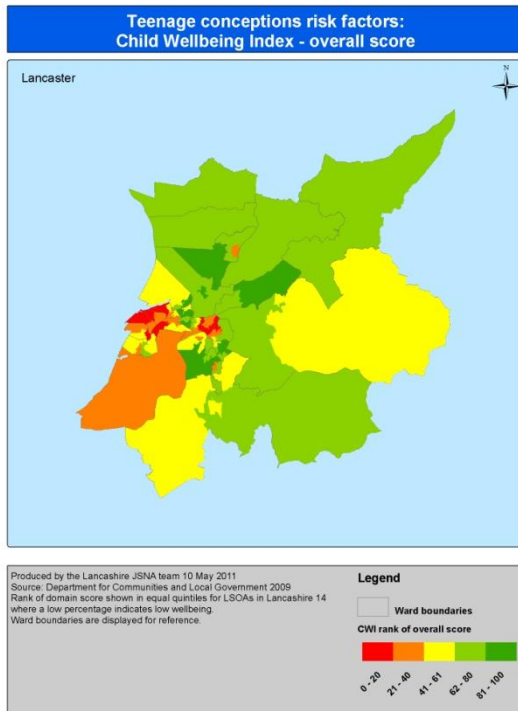 Teenage conceptions risk factors:
Child Wellbeing Index - overall score
Lancaster
N
Produced by the Lancashire JSNA team 10 May 2011
Source: Department for Communities and Local Government 2009
Rank of domain score shown in equal quintiles for LSOAs in Lancashire 14
where a low percentage indicates low wellbeing.
Ward boundaries are displayed for reference.
Legend
Ward boundaries
CWI rank of overall score
0 - 20
21 - 40
41 - 61
62 - 80
81 - 100